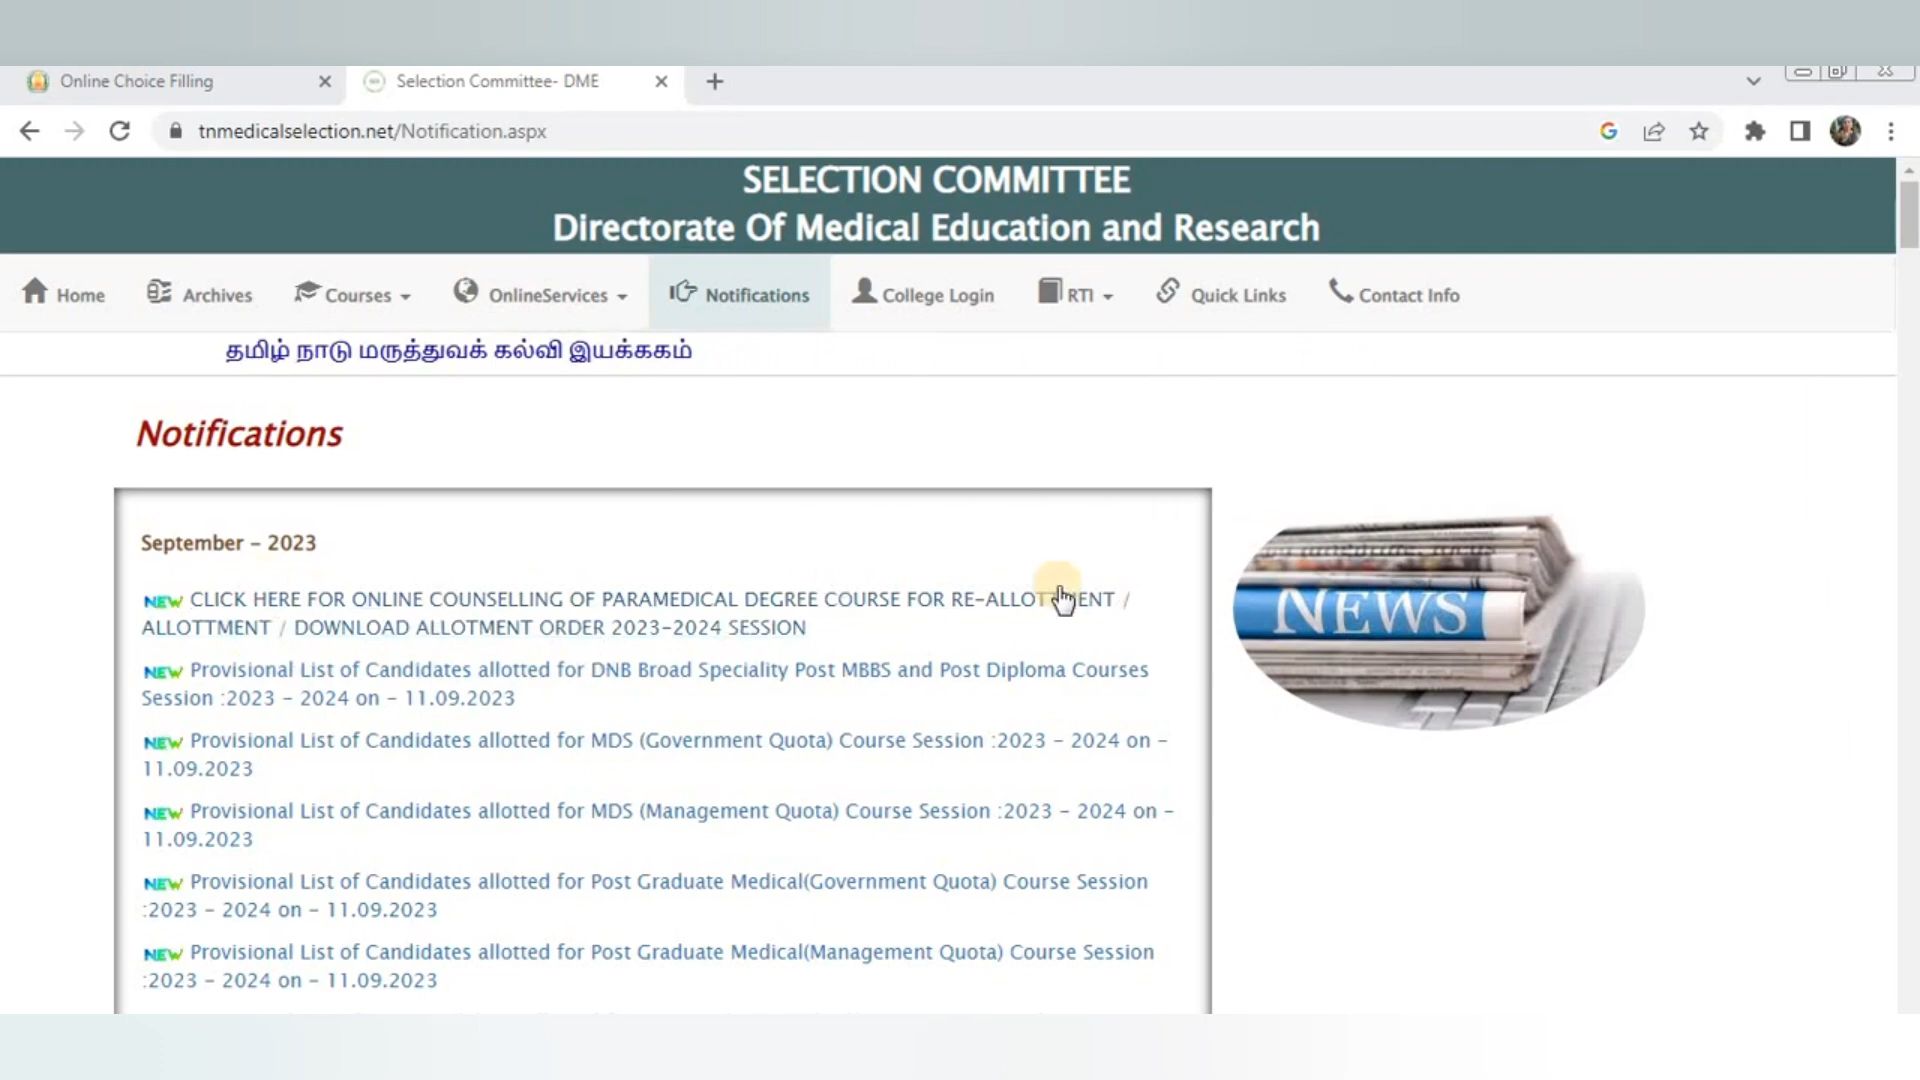 Online Choice Filling
Selection Committee- DME
tnmedicalselection.net/Notification.aspx
SELECTION COMMITTEE
Directorate Of Medical Education and Research
Home Archives Courses OnlineServices Notifications College Login RTI Quick Links Contact Info
தமிழ் நாடு மருத்துவக் கல்வி இயக்ககம்
Notifications
September - 2023
NEW CLICK HERE FOR ONLINE COUNSELLING OF PARAMEDICAL DEGREE COURSE FOR RE-ALLOTTMENT /
ALLOTTMENT / DOWNLOAD ALLOTMENT ORDER 2023-2024 SESSION
NEW Provisional List of Candidates allotted for DNB Broad Speciality Post MBBS and Post Diploma Courses
Session :2023 - 2024 on - 11.09.2023
NEW Provisional List of Candidates allotted for MDS (Government Quota) Course Session :2023 - 2024 on -
11.09.2023
NEW Provisional List of Candidates allotted for MDS (Management Quota) Course Session :2023 - 2024 on -
11.09.2023
NEW Provisional List of Candidates allotted for Post Graduate Medical(Government Quota) Course Session
:2023 - 2024 on - 11.09.2023
NEW Provisional List of Candidates allotted for Post Graduate Medical(Management Quota) Course Session
:2023 - 2024 on - 11.09.2023
NEWS